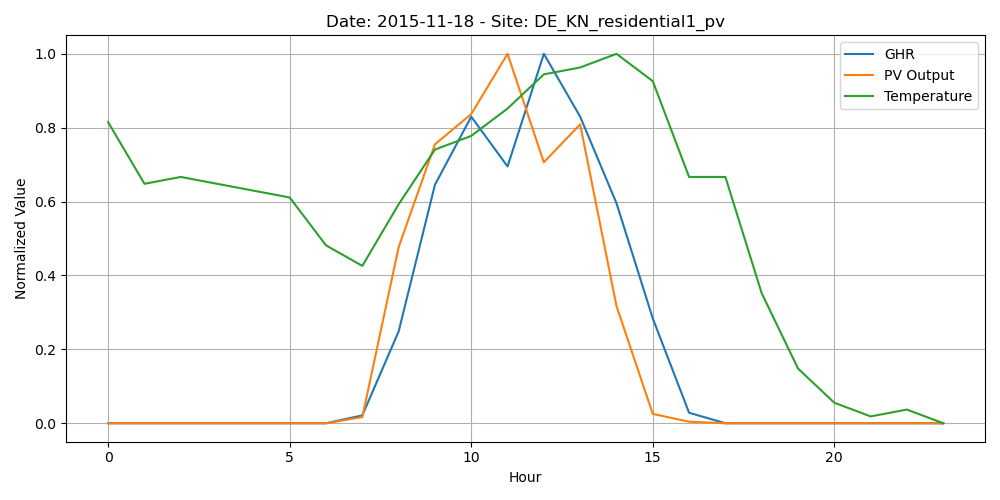 Date: 2015-11-18 - Site: DE_KN_residential1_pv
GHR
PV Output
Temperature
Normalized Value
1.0
0.8
0.6
0.4
0.2
0.0
0 5 10 15 20
Hour